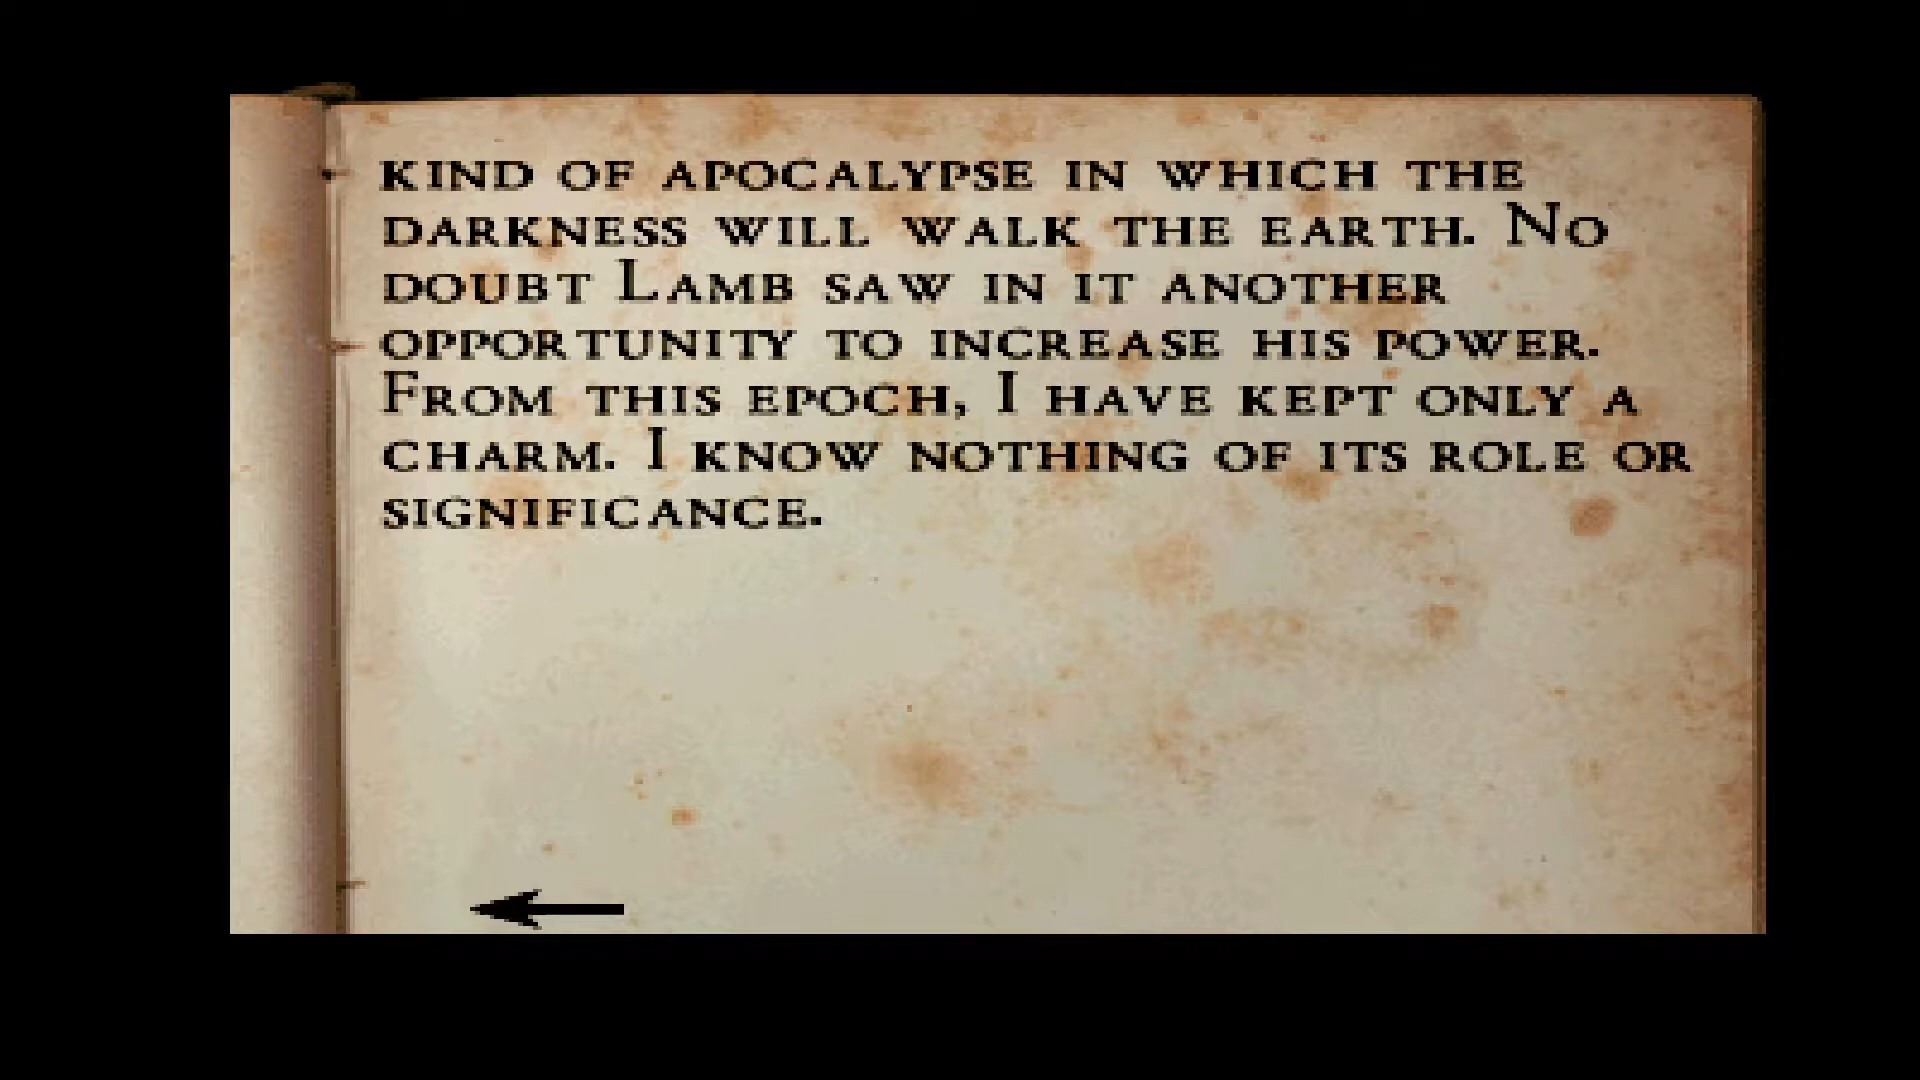 KIND OF APOCALYPSE IN WHICH THE
DARKNESS WILL WALK THE EARTH. NO
DOUBT LAMB SAW IN IT ANOTHER
OPPORTUNITY TO INCREASE HIS POWER.
FROM THIS EPOCH, I HAVE KEPT ONLY A
CHARM. I KNOW NOTHING OF ITS ROLE OR
SIGNIFICANCE.